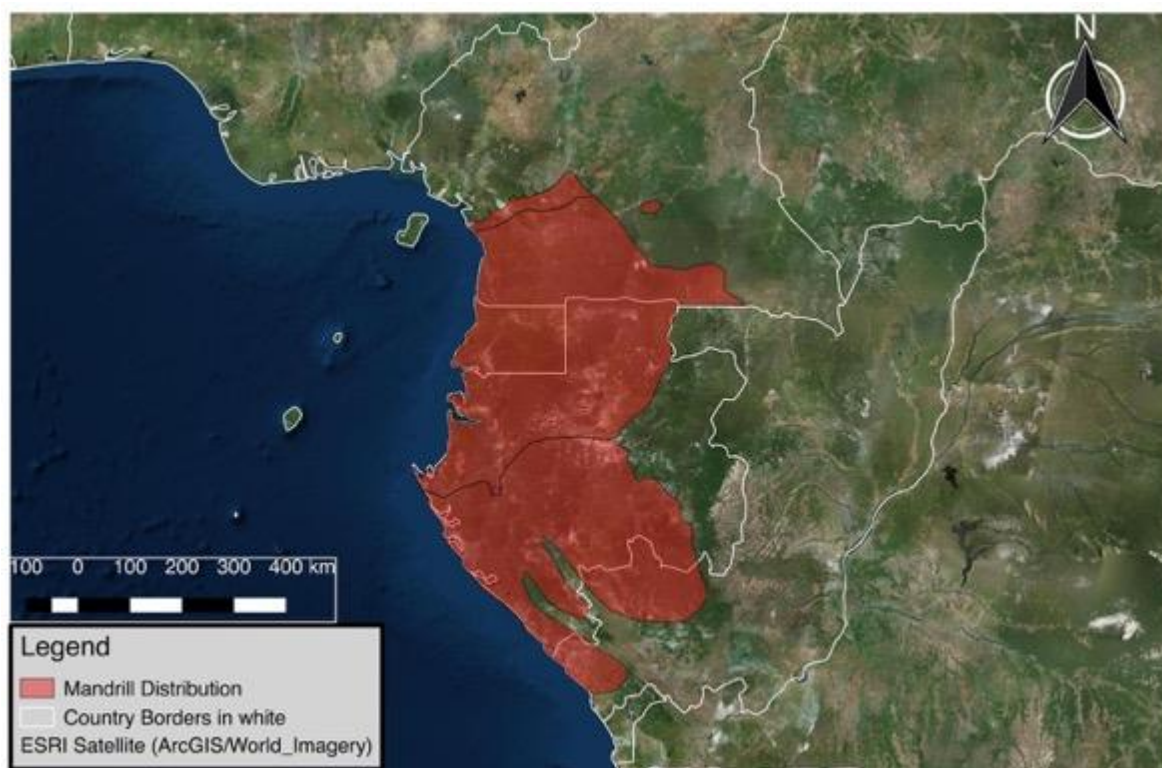 N
100 0 100 200 300 400 km
Legend
Mandrill Distribution
Country Borders in white
ESRI Satellite (ArcGIS/World_Imagery)